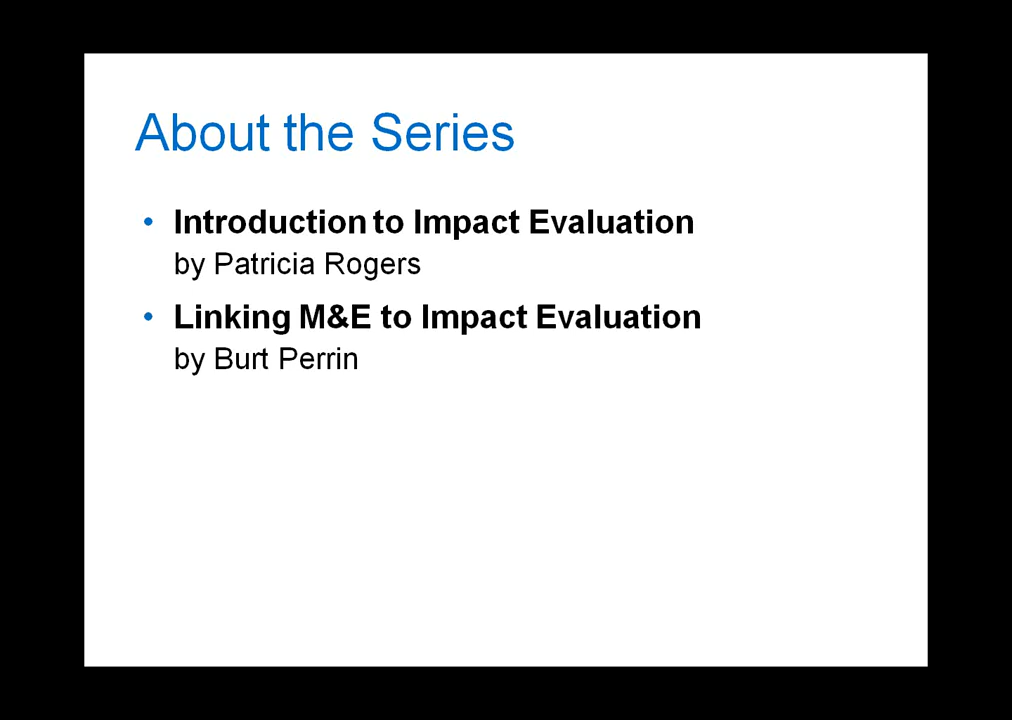 About the Series
• Introduction to Impact Evaluation
by Patricia Rogers
• Linking M&E to Impact Evaluation
by Burt Perrin